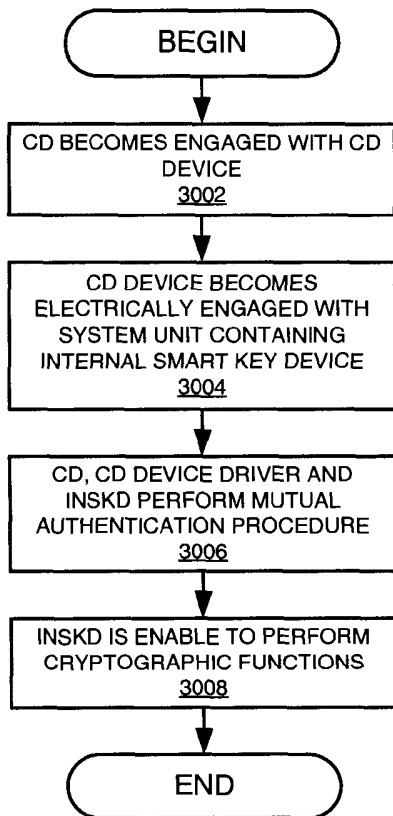 BEGIN
CD BECOMES ENGAGED WITH CD
DEVICE
3002
CD DEVICE BECOMES
ELECTRICALLY ENGAGED WITH
SYSTEM UNIT CONTAINING
INTERNAL SMART KEY DEVICE
3004
CD, CD DEVICE DRIVER AND
INSKD PERFORM MUTUAL
AUTHENTICATION PROCEDURE
3006
INSKD IS ENABLE TO PERFORM
CRYPTOGRAPHIC FUNCTIONS
3008
END